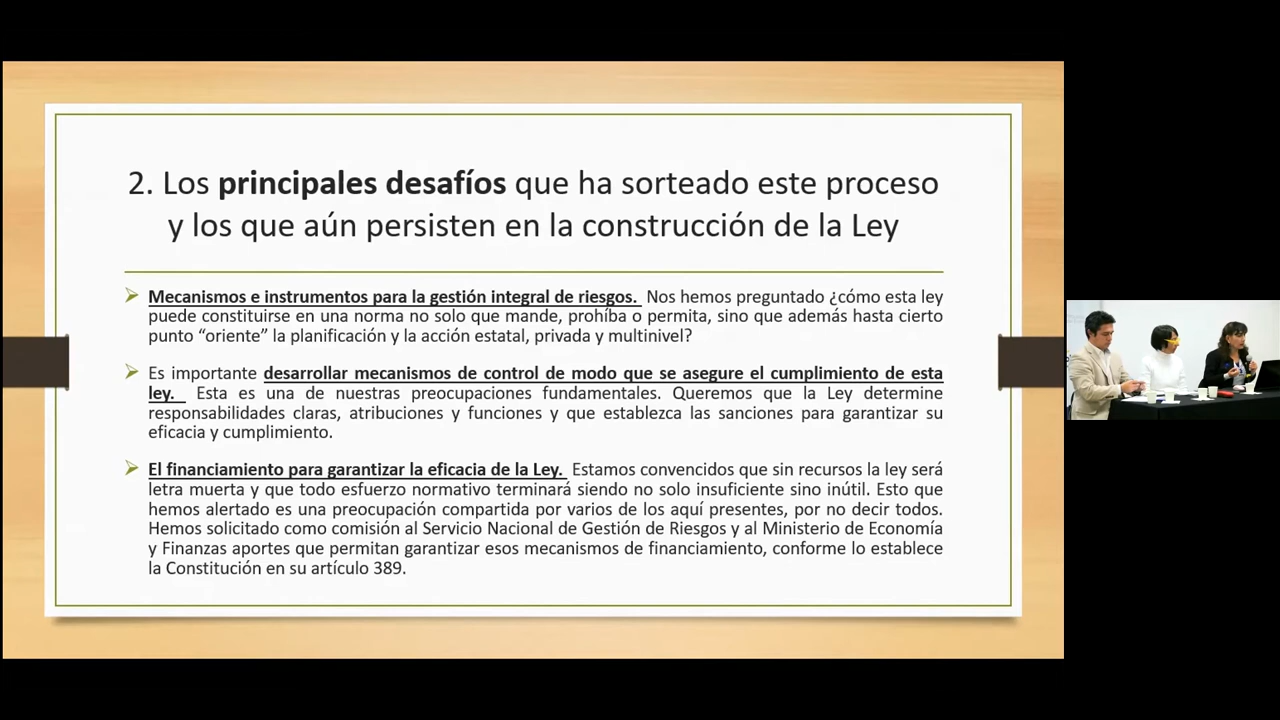 2. Los principales desafíos que ha sorteado este proceso
y los que aún persisten en la construcción de la Ley
Mecanismos e instrumentos para la gestión integral de riesgos. Nos hemos preguntado ¿cómo esta ley
puede constituirse en una norma no solo que mande, prohíba o permita, sino que además hasta cierto
punto “oriente” la planificación y la acción estatal, privada y multinivel?
Es importante desarrollar mecanismos de control de modo que se asegure el cumplimiento de esta
ley. Esta es una de nuestras preocupaciones fundamentales. Queremos que la Ley determine
responsabilidades claras, atribuciones y funciones y que establezca las sanciones para garantizar su
eficacia y cumplimiento.
El financiamiento para garantizar la eficacia de la Ley. Estamos convencidos que sin recursos la ley será
letra muerta y que todo esfuerzo normativo terminará siendo no solo insuficiente sino inútil. Esto que
hemos alertado es una preocupación compartida por varios de los aquí presentes, por no decir todos.
Hemos solicitado como comisión al Servicio Nacional de Gestión de Riesgos y al Ministerio de Economía
y Finanzas aportes que permitan garantizar esos mecanismos de financiamiento, conforme lo establece
la Constitución en su artículo 389.